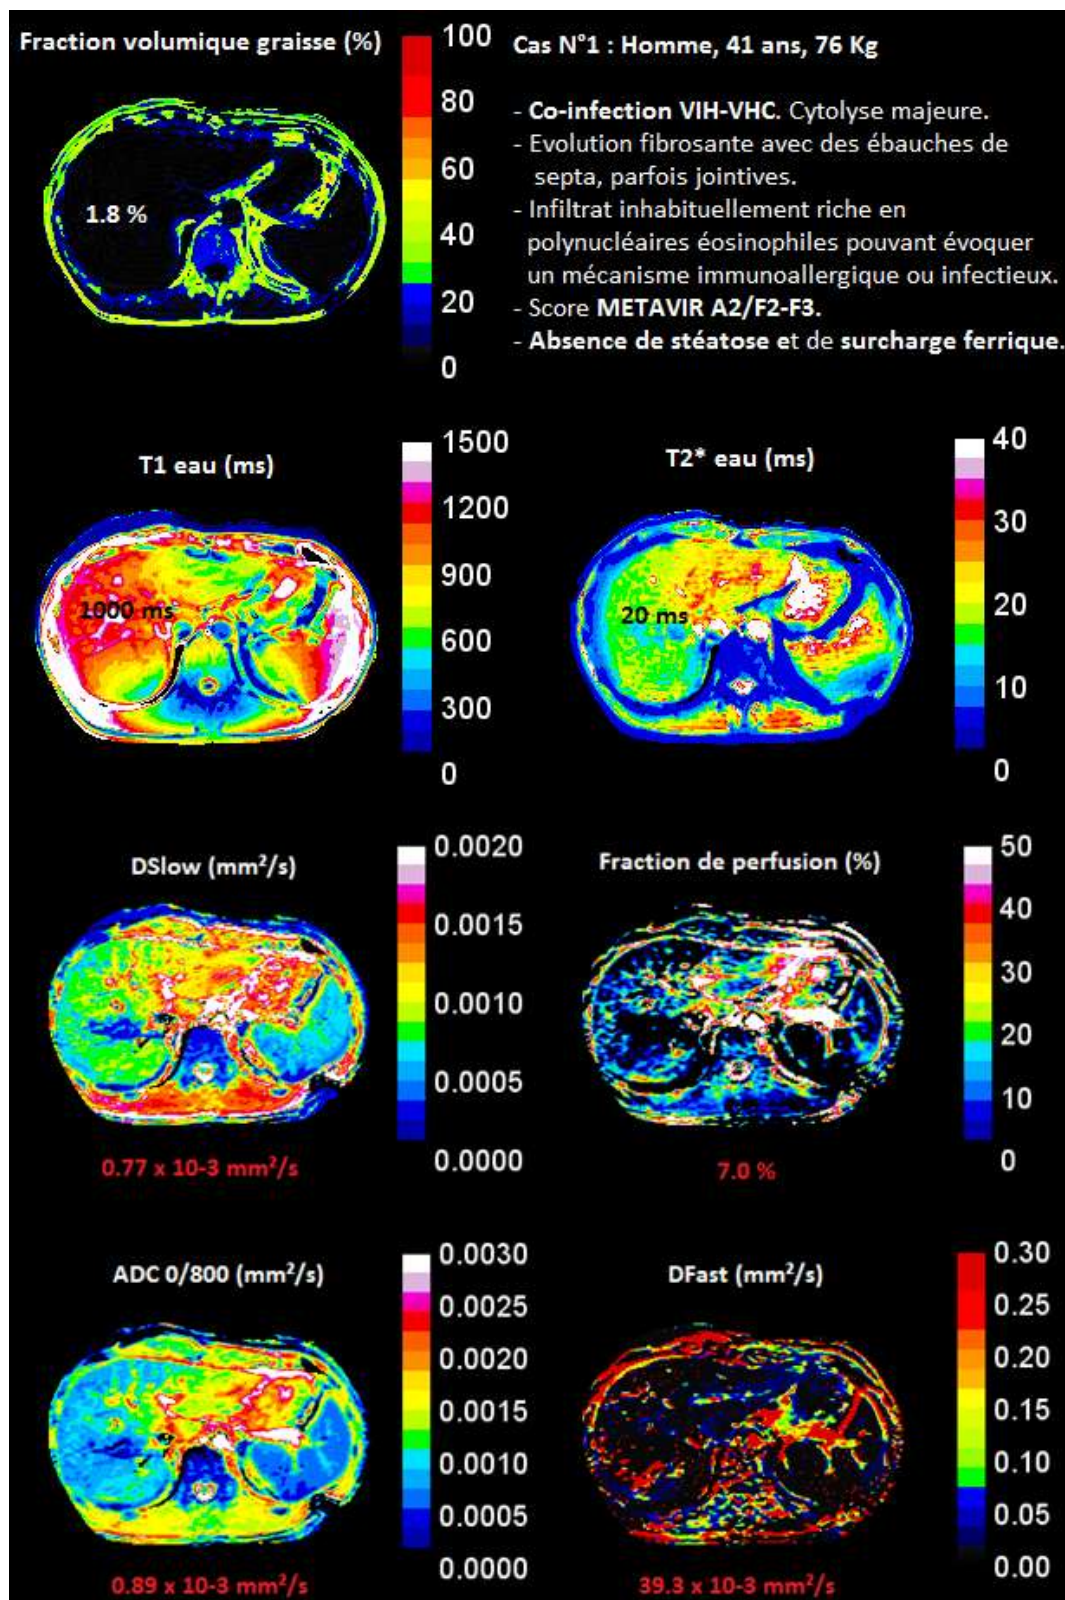 Fraction volumique graisse (%)
100
80
60
40
20
0
1.8 %
Cas N°1 : Homme, 41 ans, 76 Kg
- Co-infection VIH-VHC. Cytolyse majeure.
- Evolution fibrosante avec des ébauches de
septa, parfois jointives.
- Infiltrat inhabituellement riche en
polynucléaires éosinophiles pouvant évoquer
un mécanisme immunoallergique ou infectieux.
- Score METAVIR A2/F2-F3.
- Absence de stéatose et de surcharge ferrique.
T1 eau (ms)
1500
1200
900
600
300
0
1000 ms
T2* eau (ms)
40
30
20
10
0
20 ms
DSlow (mm²/s)
0.0020
0.0015
0.0010
0.0005
0.0000
0.77 x 10-3 mm²/s
Fraction de perfusion (%)
50
40
30
20
10
0
7.0 %
ADC 0/800 (mm²/s)
0.0030
0.0025
0.0020
0.0015
0.0010
0.0005
0.0000
0.89 x 10-3 mm²/s
DFast (mm²/s)
0.30
0.25
0.20
0.15
0.10
0.05
0.00
39.3 x 10-3 mm²/s